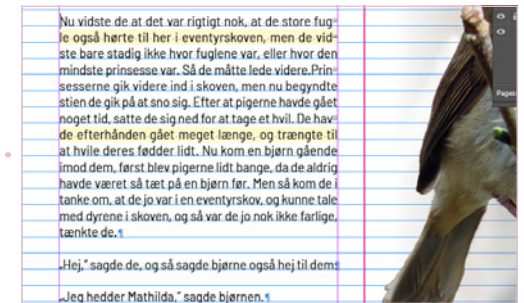 Nu vidste de at det var rigtigt nok, at de store fug-
le også hørte til her i eventyrskoven, men de vid-
ste bare stadig ikke hvor fuglene var, eller hvor den
mindste prinsesse var. Så de måtte lede videre.Prin-
sesserne gik videre ind i skoven, men nu begyndte
stien de gik på at sno sig. Efter at pigerne havde gået
noget tid, satte de sig ned for at tage et hvil. De hav-
de efterhånden gået meget længe, og trængte til
at hvile deres fødder lidt. Nu kom en bjørn gående
imod dem, først blev pigerne lidt bange, da de aldrig
havde været så tæt på en bjørn før. Men så kom de i
tanke om, at de jo var i en eventyrskov, og kunne tale
med dyrene i skoven, og så var de jo nok ikke farlige,
tænkte de.¶
„Hej,” sagde de, og så sagde bjørne også hej til dem¶
„Jeg hedder Mathilda,” sagde bjørnen.¶
Pages